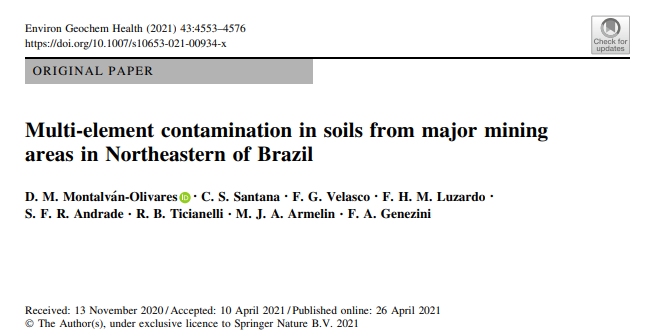 Environ Geochem Health (2021) 43:4553–4576
https://doi.org/10.1007/s10653-021-00934-x
Check for
updates
ORIGINAL PAPER
Multi-element contamination in soils from major mining
areas in Northeastern of Brazil
D. M. Montalván-Olivares iD · C. S. Santana · F. G. Velasco · F. H. M. Luzardo ·
S. F. R. Andrade · R. B. Ticianelli · M. J. A. Armelin · F. A. Genezini
Received: 13 November 2020 / Accepted: 10 April 2021 / Published online: 26 April 2021
© The Author(s), under exclusive licence to Springer Nature B.V. 2021